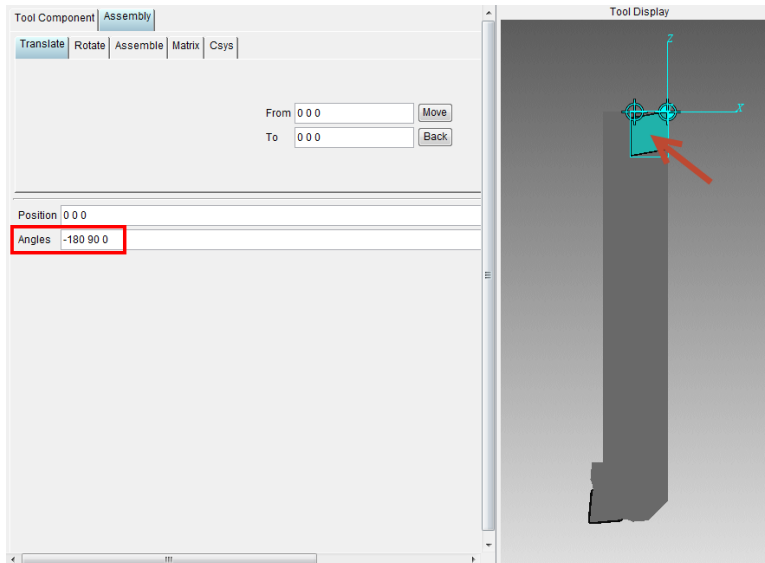 Tool Component Assembly
Translate Rotate Assemble Matrix Csys
From 0 0 0 Move
To 0 0 0 Back
Position 0 0 0
Angles -180 90 0
Tool Display
Z
X